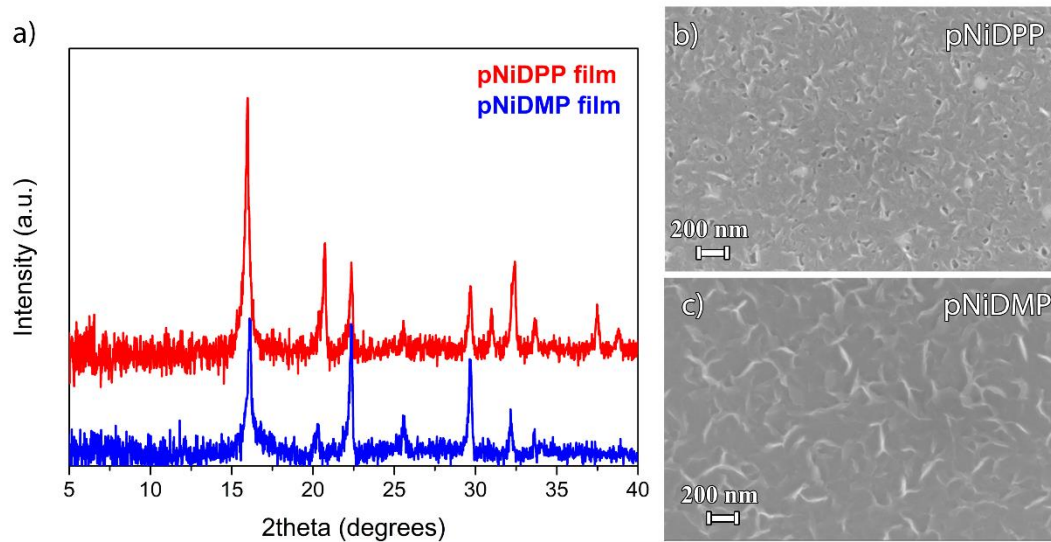 a)
pNiDPP film
pNiDMP film
Intensity (a.u.)
5 10 15 20 25 30 35 40
2theta (degrees)
b)
pNiDPP
200 nm
c)
pNiDMP
200 nm